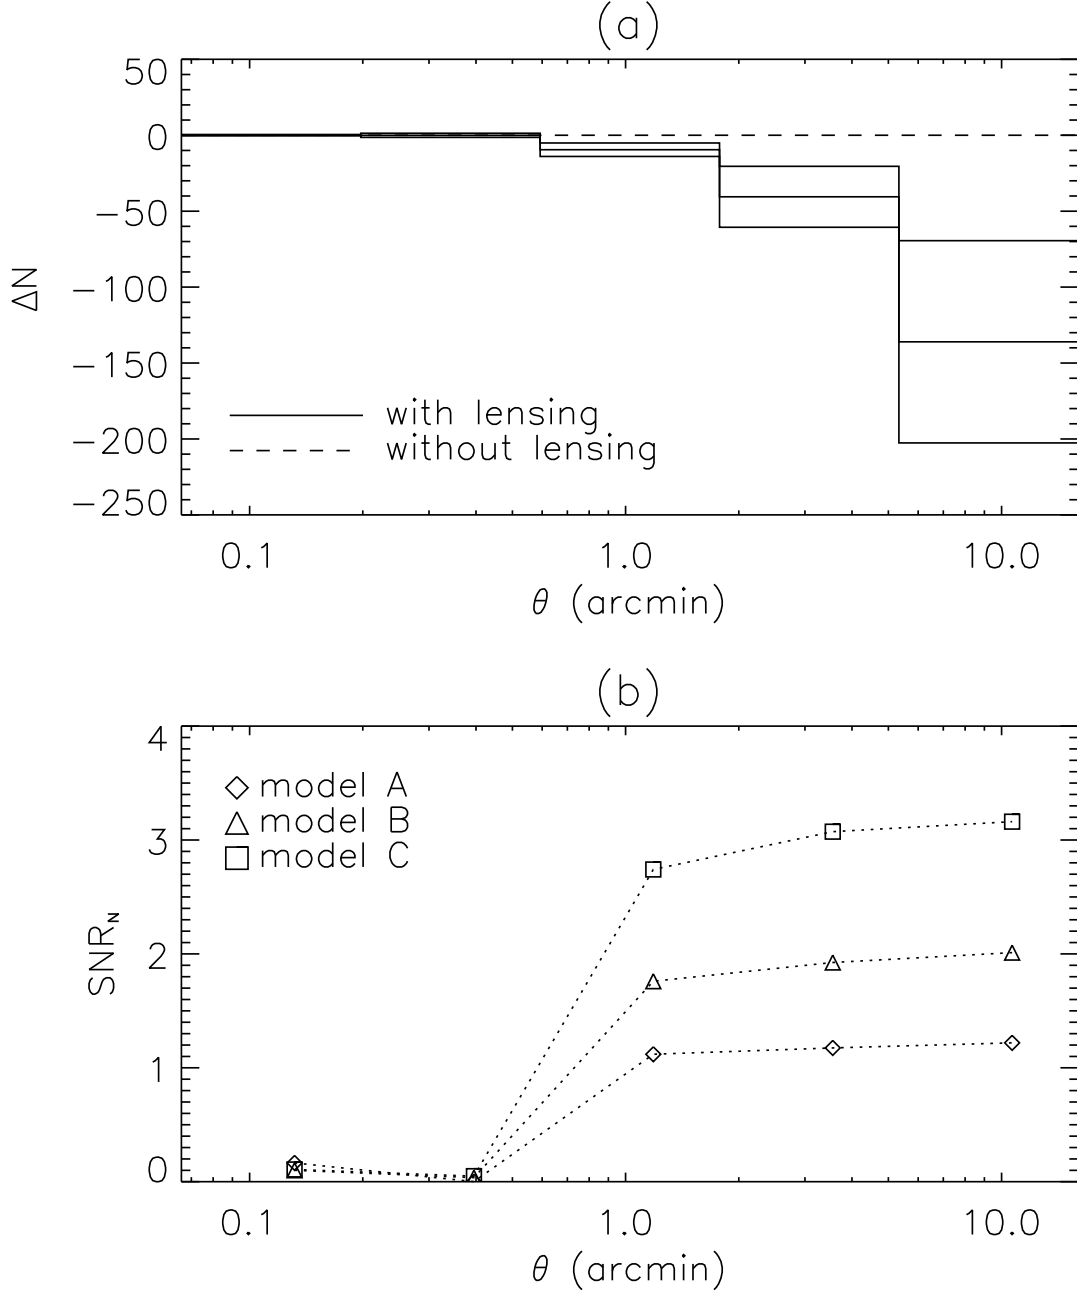 (a)
50
0
−50
−100
−150
−200
−250
ΔN
with lensing
without lensing
0.1 1.0 10.0
θ (arcmin)
(b)
4
3
2
1
0
SNR_N
model A
model B
model C
0.1 1.0 10.0
θ (arcmin)